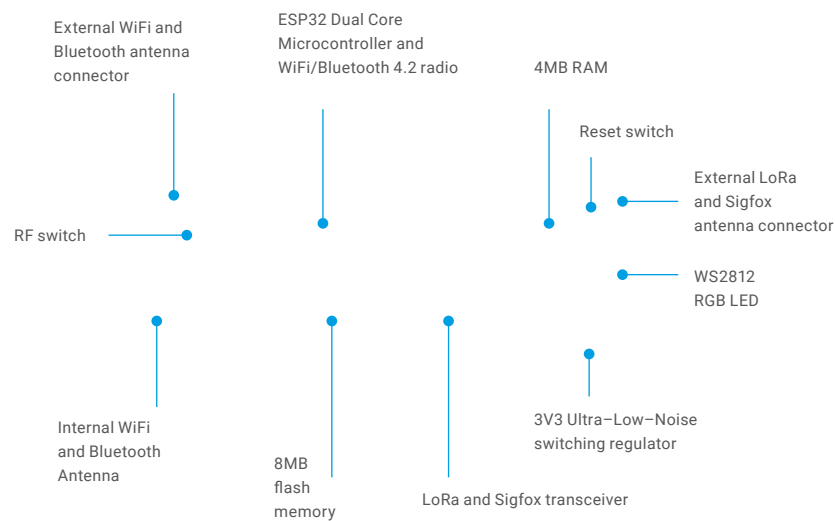 External WiFi and
Bluetooth antenna
connector
ESP32 Dual Core
Microcontroller and
WiFi/Bluetooth 4.2 radio
4MB RAM
Reset switch
External LoRa
and Sigfox
antenna connector
RF switch
WS2812
RGB LED
Internal WiFi
and Bluetooth
Antenna
8MB
flash
memory
LoRa and Sigfox transceiver
3V3 Ultra–Low–Noise
switching regulator